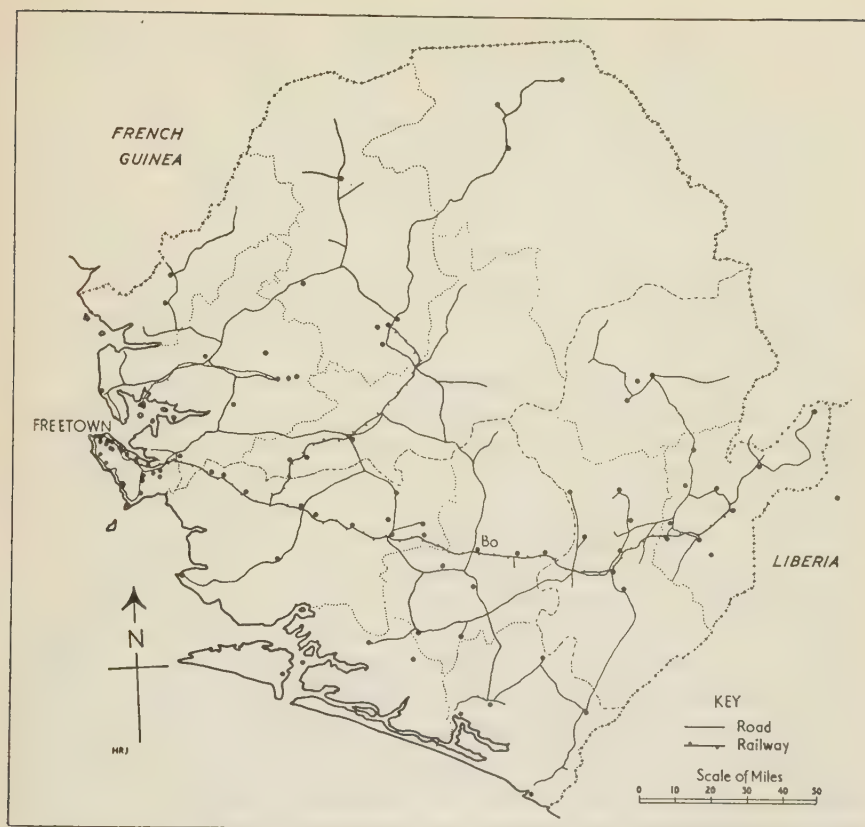 FRENCH
GUINEA
FREETOWN
Bo
LIBERIA
N
HRJ
KEY
Road
Railway
Scale of Miles
0 10 20 30 40 50